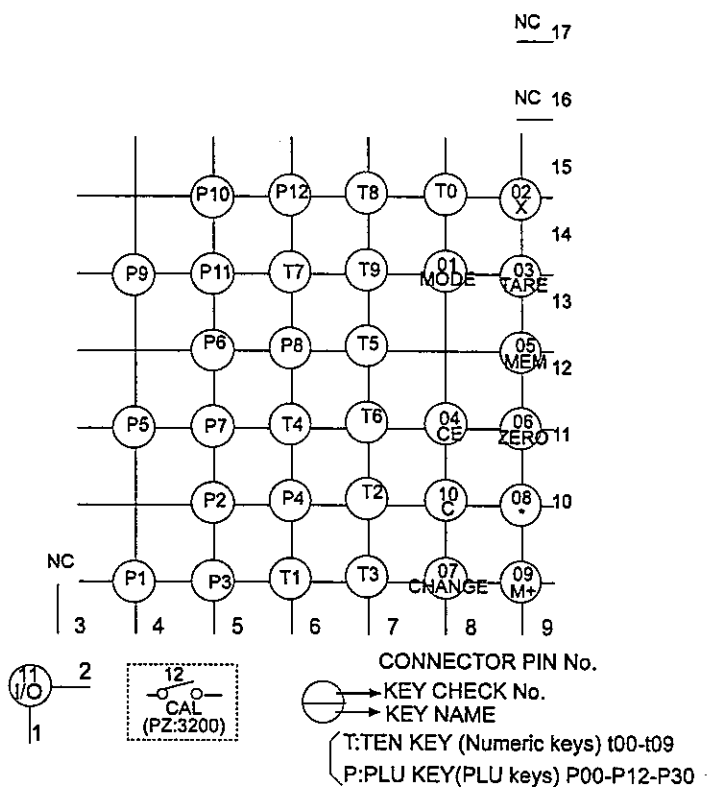 NC 17
NC 16
15
P10 P12 T8 T0 02 X
14
P9 P11 T7 T9 01 MODE 03 TARE
13
P6 P8 T5 05 MEM 12
P5 P7 T4 T6 04 CE 06 ZERO 11
P2 P4 T2 10 C 08 * 10
NC P1 P3 T1 T3 07 CHANGE 09 M+
3 4 5 6 7 8 9
11 I/O 2
1
12
CAL
(PZ:3200)
CONNECTOR PIN No.
KEY CHECK No.
KEY NAME
T:TEN KEY (Numeric keys) t00-t09
P:PLU KEY(PLU keys) P00-P12-P30